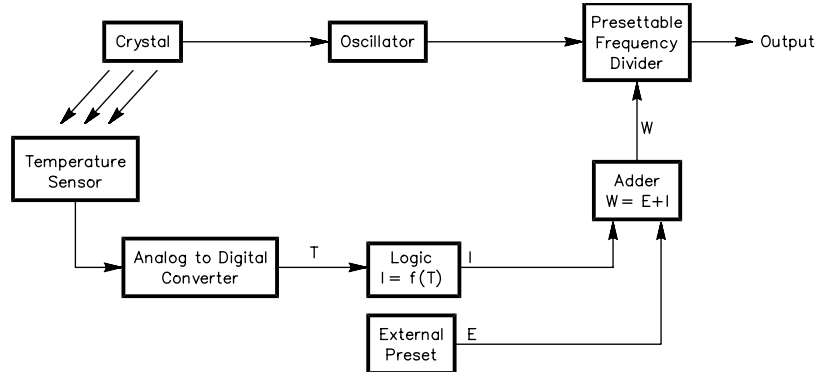 Crystal
Oscillator
Presettable
Frequency
Divider
Output
W
Temperature
Sensor
Adder
W= E+I
Analog to Digital
Converter
T
Logic
I= f(T)
I
External
Preset
E